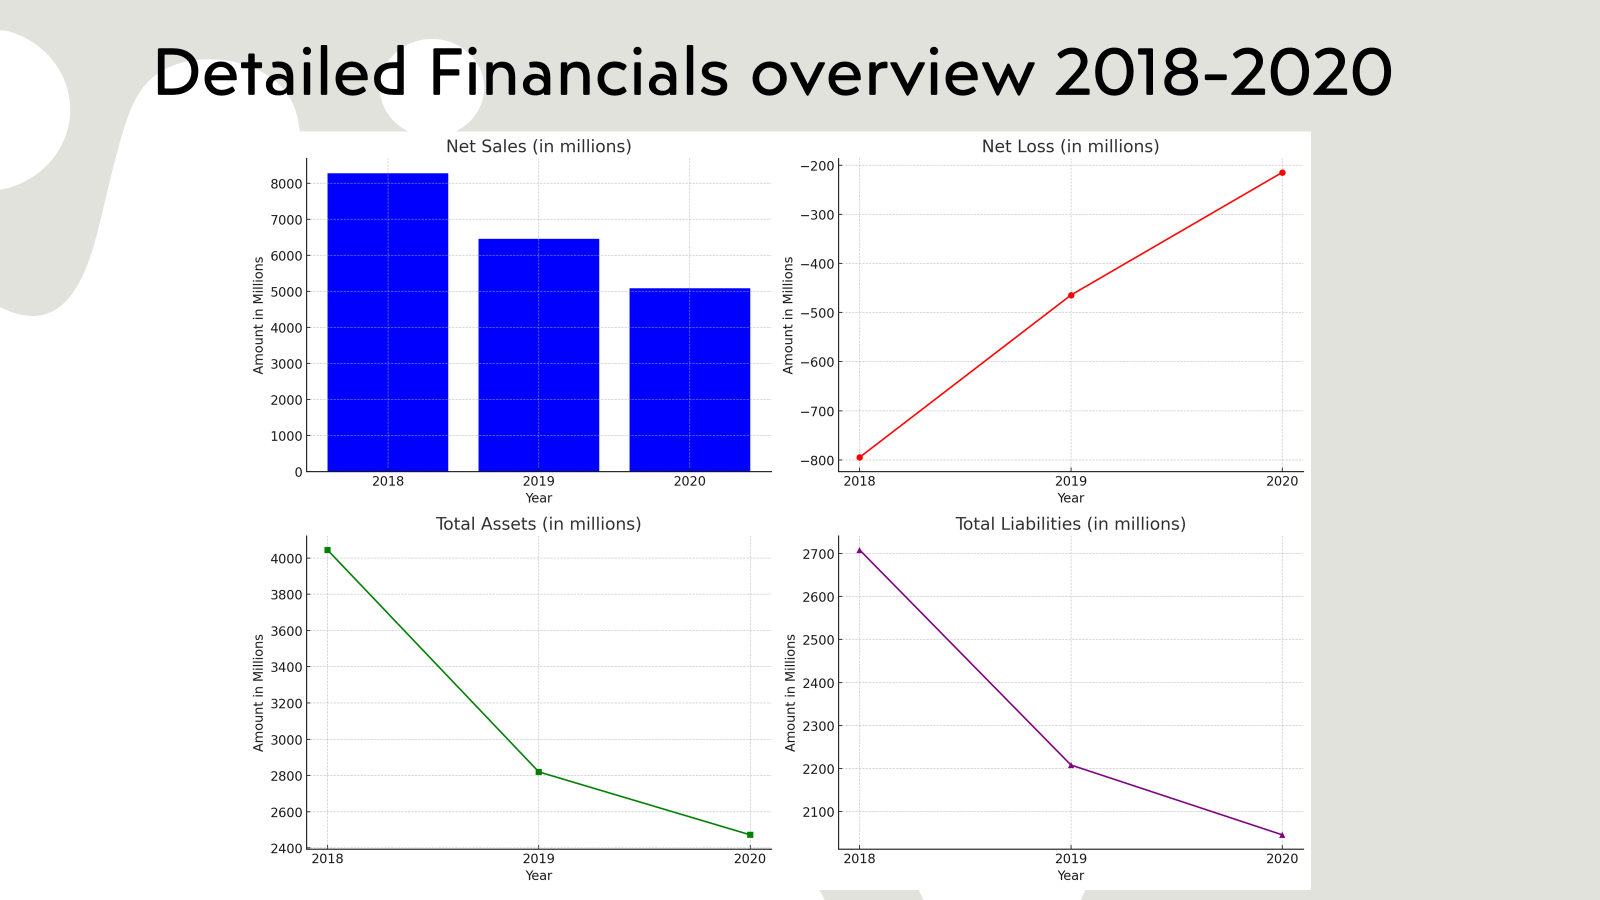 Detailed Financials overview 2018-2020
Net Sales (in millions)
Amount in Millions
8000
7000
6000
5000
4000
3000
2000
1000
0
2018 2019 2020
Year
Net Loss (in millions)
Amount in Millions
−200
−300
−400
−500
−600
−700
−800
2018 2019 2020
Year
Total Assets (in millions)
Amount in Millions
4000
3800
3600
3400
3200
3000
2800
2600
2400
2018 2019 2020
Year
Total Liabilities (in millions)
Amount in Millions
2700
2600
2500
2400
2300
2200
2100
2018 2019 2020
Year